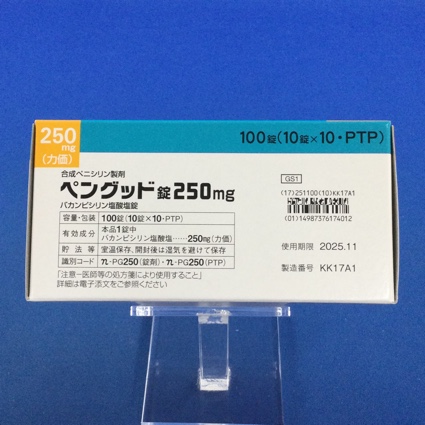 250
mg
(力価)
100錠(10錠×10・PTP)
合成ペニシリン製剤
ペングッド錠250mg
バカンピシリン塩酸塩錠
容量・包装 100錠(10錠×10・PTP)
有効成分 本品1錠中
バカンピシリン塩酸塩……250mg(力価)
貯法等 室温保存、開封後は湿気を避けて保存
識別コード π-PG250(錠剤)・π-PG250(PTP)
「注意―医師等の処方箋により使用すること」
詳細は電子添文をご参照ください
GS1
(17)251100(10)KK17A1
(01)14987376174012
使用期限 2025.11
製造番号 KK17A1